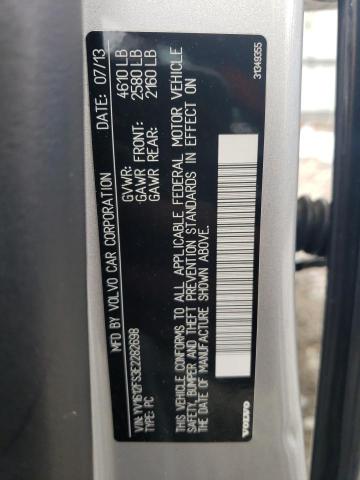 MFD BY VOLVO CAR CORPORATION DATE: 07/13
GVWR: 4610 LB
GAWR FRONT: 2580 LB
GAWR REAR: 2160 LB
VIN: YV1612FS3E2282698
TYPE: PC
THIS VEHICLE CONFORMS TO ALL APPLICABLE FEDERAL MOTOR VEHICLE
SAFETY, BUMPER AND THEFT PREVENTION STANDARDS IN EFFECT ON
THE DATE OF MANUFACTURE SHOWN ABOVE.
VOLVO
31349355